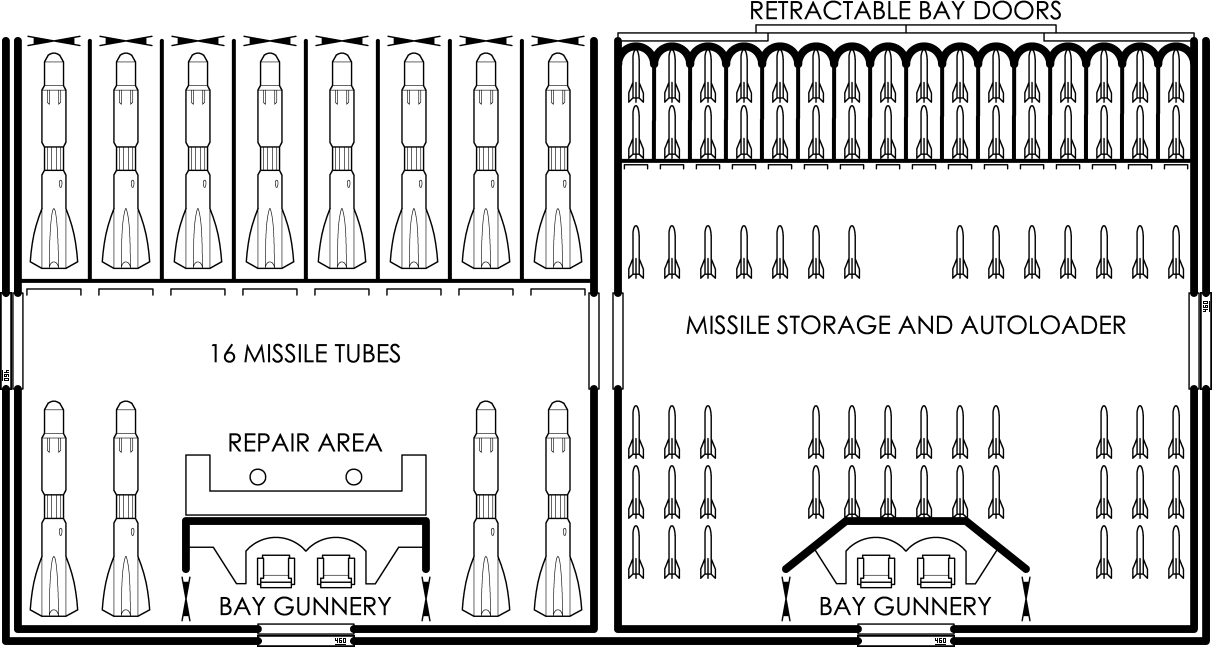 RETRACTABLE BAY DOORS
MISSILE STORAGE AND AUTOLOADER
16 MISSILE TUBES
REPAIR AREA
BAY GUNNERY
BAY GUNNERY
460
460
460
460